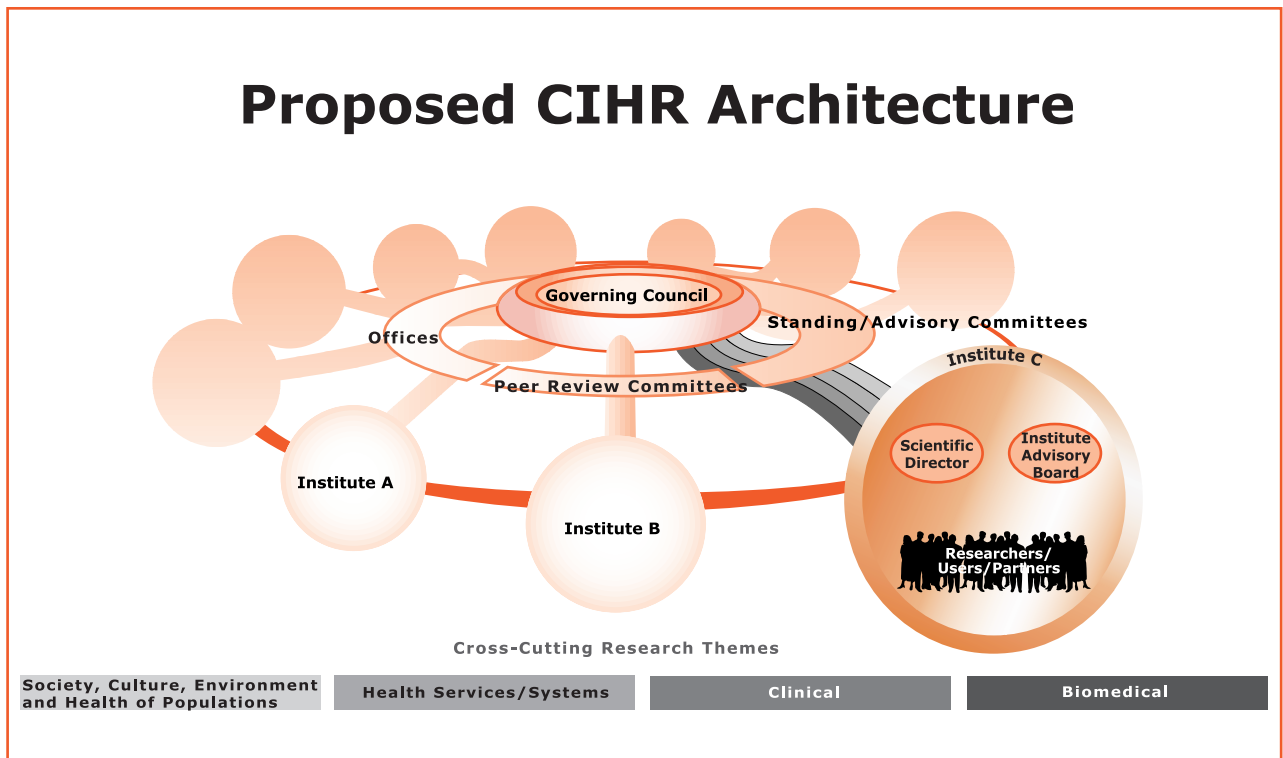 Proposed CIHR Architecture
Governing Council
Offices
Standing/Advisory Committees
Peer Review Committees
Institute C
Scientific
Director
Institute
Advisory
Board
Institute A
Institute B
Researchers/
Users/Partners
Cross-Cutting Research Themes
Society, Culture, Environment
and Health of Populations
Health Services/Systems
Clinical
Biomedical